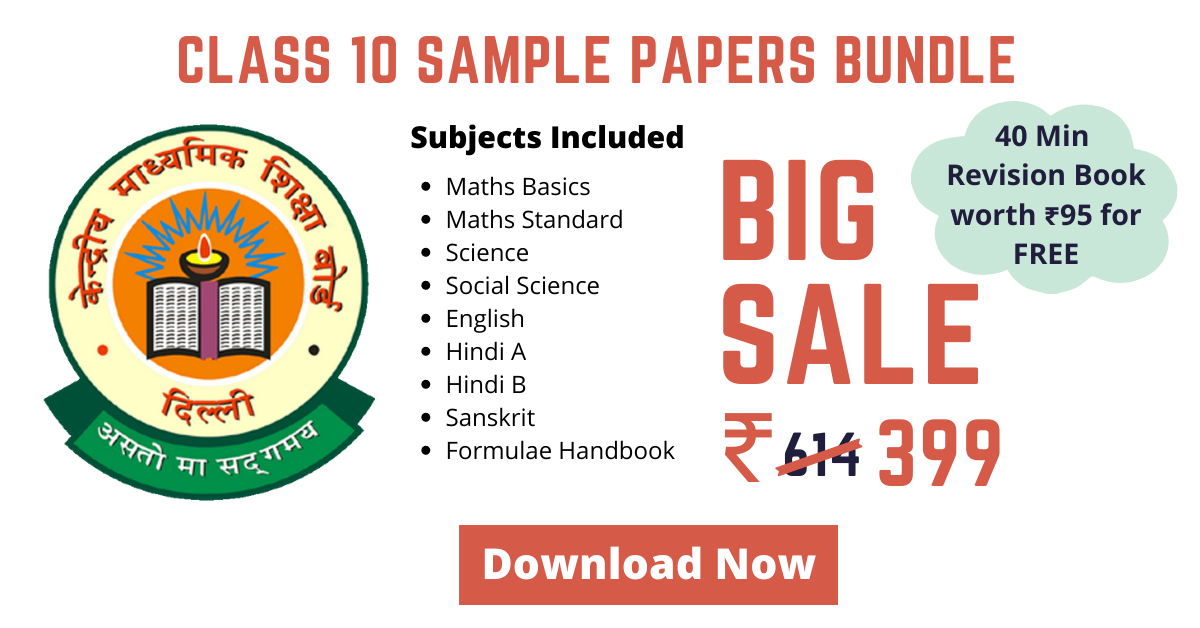 CLASS 10 SAMPLE PAPERS BUNDLE
केन्द्रीय माध्यमिक शिक्षा बोर्ड
दिल्ली
असतो मा सद्गमय
Subjects Included
• Maths Basics
• Maths Standard
• Science
• Social Science
• English
• Hindi A
• Hindi B
• Sanskrit
• Formulae Handbook
BIG
SALE
₹ 614 399
40 Min
Revision Book
worth ₹95 for
FREE
Download Now